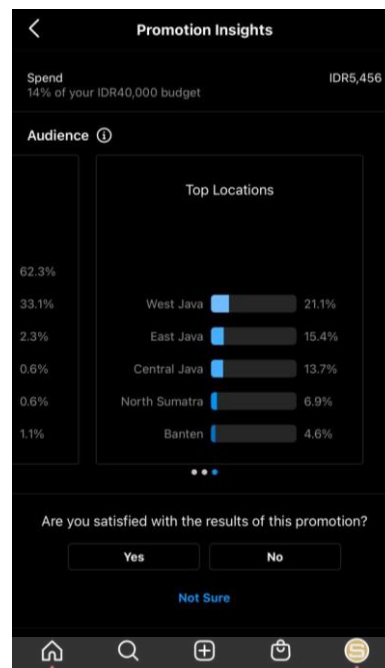 Promotion Insights
Spend
IDR5,456
14% of your IDR40,000 budget
Audience
Top Locations
62.3%
33.1%
West Java 21.1%
2.3%
East Java 15.4%
0.6%
Central Java 13.7%
0.6%
North Sumatra 6.9%
1.1%
Banten 4.6%
Are you satisfied with the results of this promotion?
Yes
No
Not Sure
S